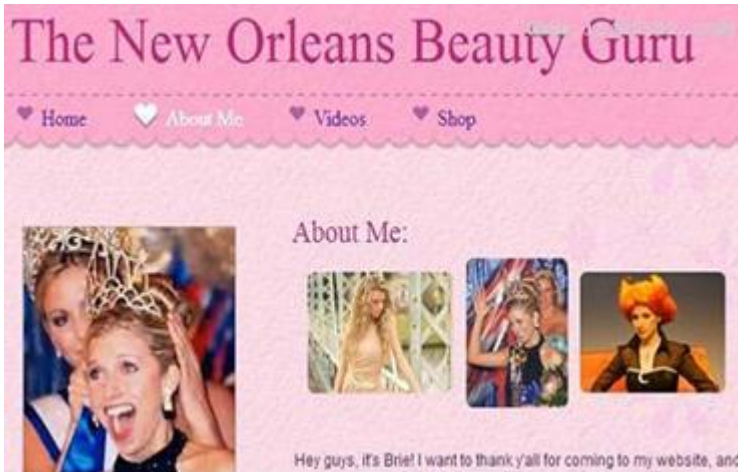 The New Orleans Beauty Guru
Home About Me Videos Shop
About Me:
Hey guys, it's Brie! I want to thank y'all for coming to my website, and